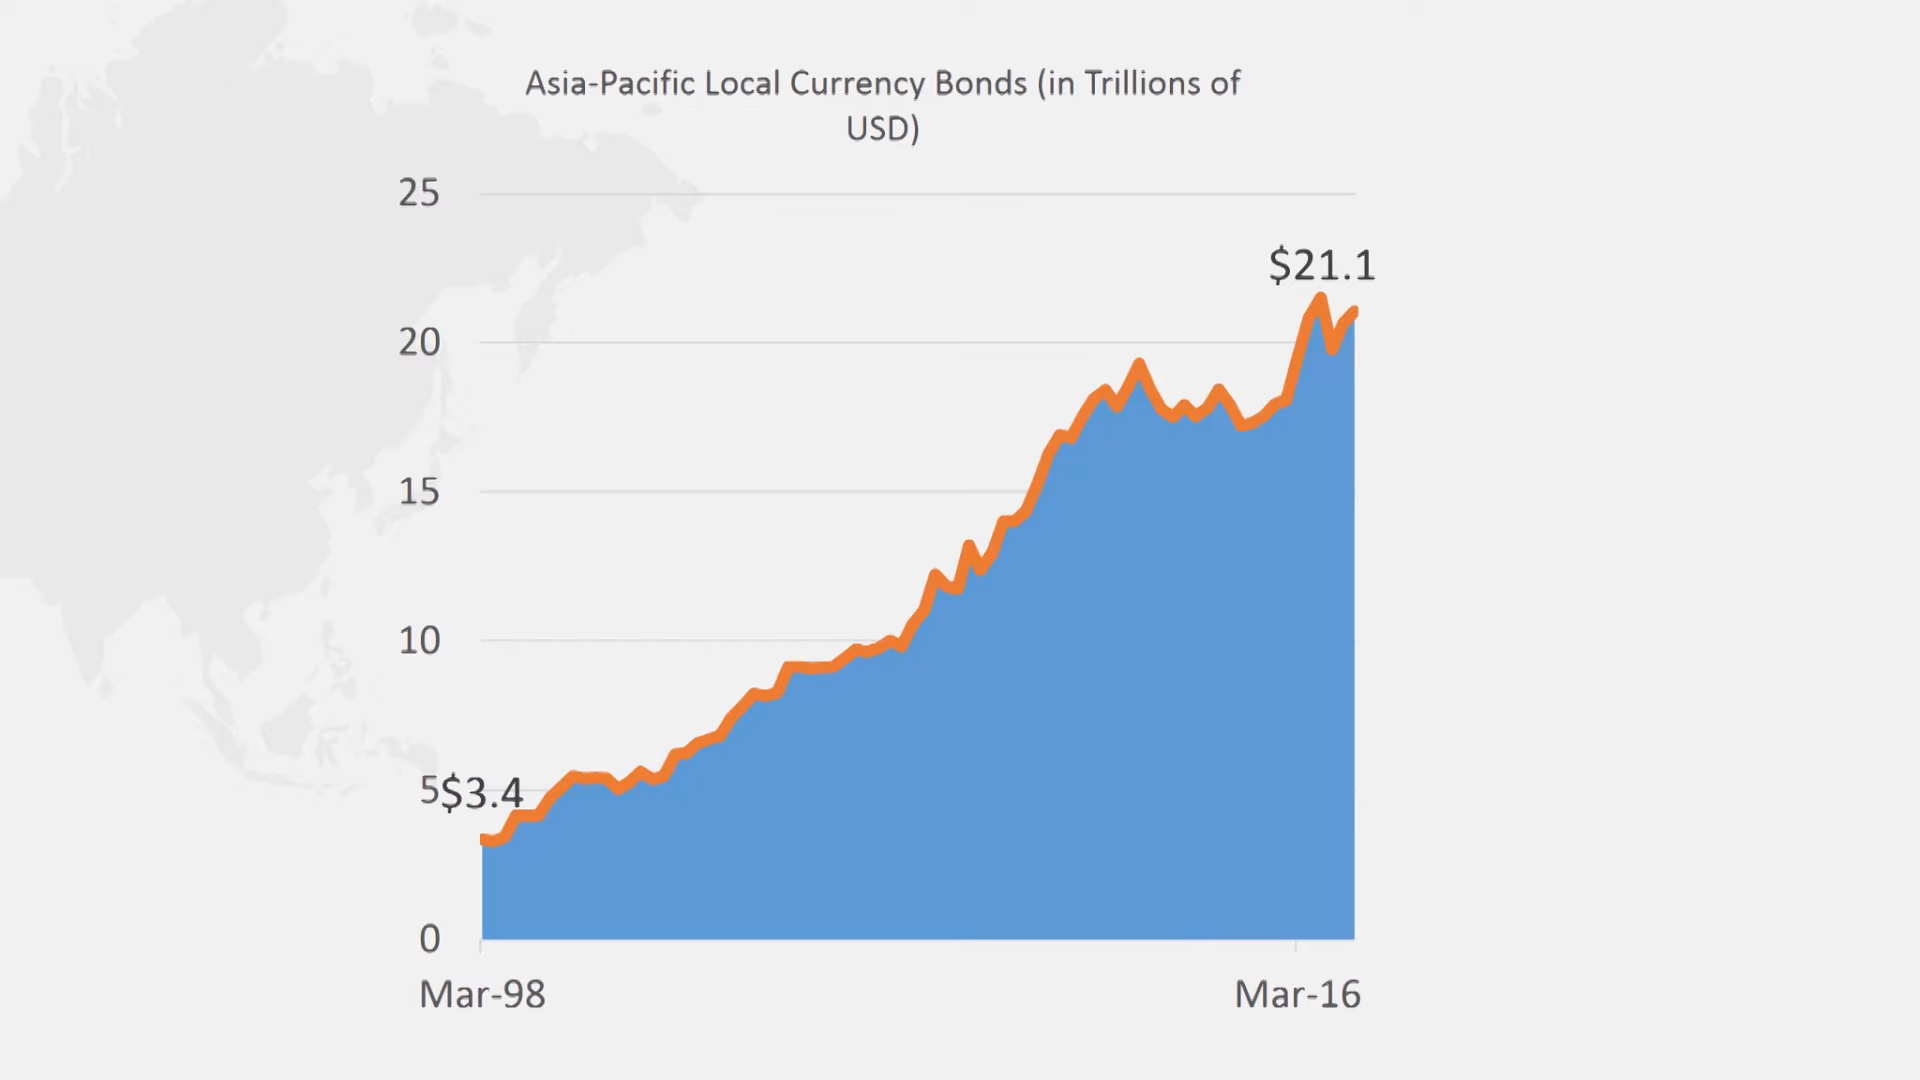 Asia-Pacific Local Currency Bonds (in Trillions of
USD)
25
$21.1
20
15
10
5
$3.4
0
Mar-98
Mar-16